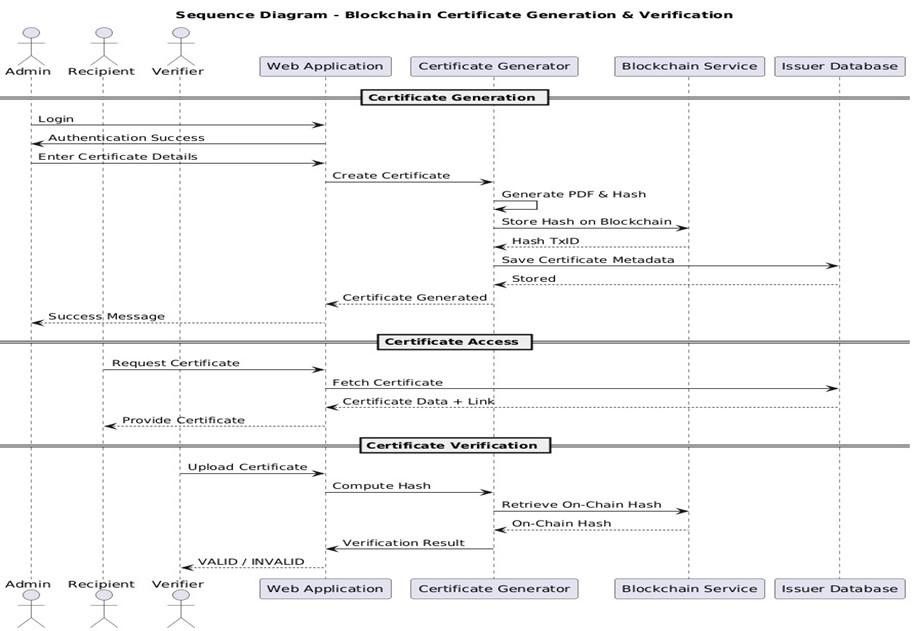 Sequence Diagram - Blockchain Certificate Generation & Verification
Admin Recipient Verifier Web Application Certificate Generator Blockchain Service Issuer Database
Certificate Generation
Login
Authentication Success
Enter Certificate Details
Create Certificate
Generate PDF & Hash
Store Hash on Blockchain
Hash TxID
Save Certificate Metadata
Stored
Certificate Generated
Success Message
Certificate Access
Request Certificate
Fetch Certificate
Certificate Data + Link
Provide Certificate
Certificate Verification
Upload Certificate
Compute Hash
Retrieve On-Chain Hash
On-Chain Hash
Verification Result
VALID / INVALID
Admin Recipient Verifier Web Application Certificate Generator Blockchain Service Issuer Database